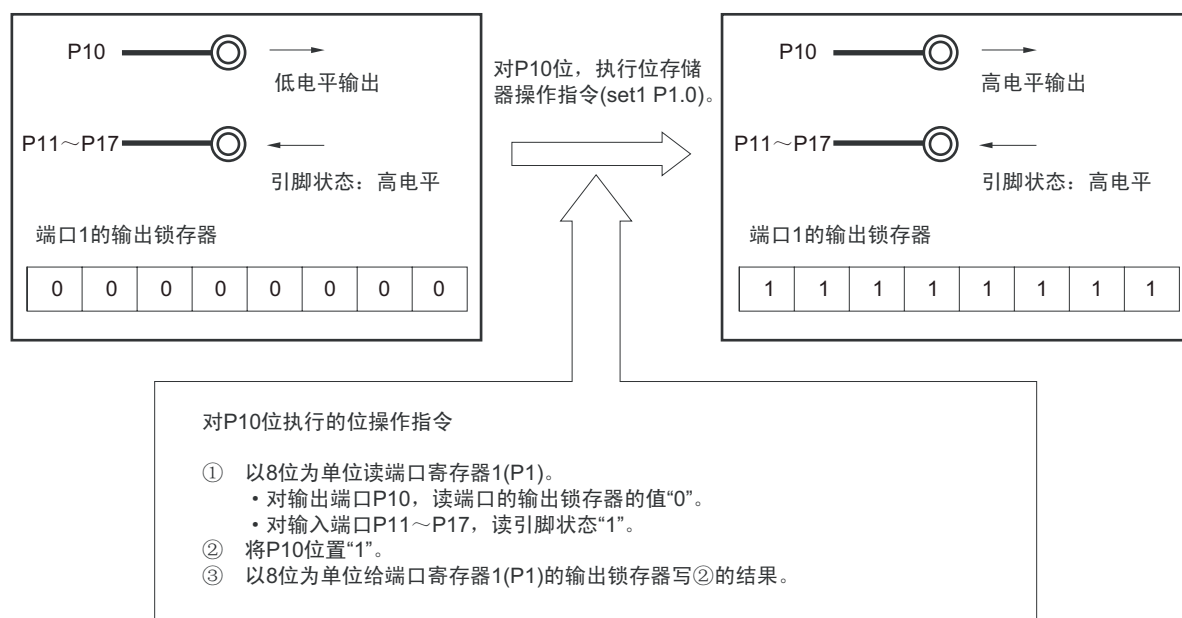 P10
低电平输出
P11～P17
引脚状态：高电平
端口1的输出锁存器
0 0 0 0 0 0 0 0
对P10位，执行位存储
器操作指令(set1 P1.0)。
P10
高电平输出
P11～P17
引脚状态：高电平
端口1的输出锁存器
1 1 1 1 1 1 1 1
对P10位执行的位操作指令
① 以8位为单位读端口寄存器1(P1)。
・对输出端口P10，读端口的输出锁存器的值“0”。
・对输入端口P11～P17，读引脚状态“1”。
② 将P10位置“1”。
③ 以8位为单位给端口寄存器1(P1)的输出锁存器写②的结果。